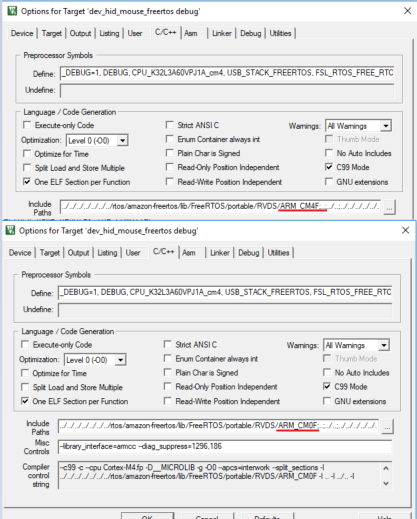 Options for Target 'dev_hid_mouse_freertos debug'
Device | Target | Output | Listing | User | C/C++ | Asm | Linker | Debug | Utilities
Preprocessor Symbols
Define: _DEBUG=1, DEBUG, CPU_K32L3A60VPJ1A_cm4, USB_STACK_FREERTOS, FSL_RTOS_FREE_RTC
Undefine:
Language / Code Generation
Execute-only Code Strict ANSI C Warnings: All Warnings
Optimization: Level 0 (-O0) Enum Container always int Thumb Mode
Optimize for Time Plain Char is Signed No Auto Includes
Split Load and Store Multiple Read-Only Position Independent C99 Mode
One ELF Section per Function Read-Write Position Independent GNU extensions
Include Paths ../../../../../../rtos/amazon-freertos/lib/FreeRTOS/portable/RVDS/ARM_CM4F;..;../..;../../../../../.. ...
Options for Target 'dev_hid_mouse_freertos debug'
Device | Target | Output | Listing | User | C/C++ | Asm | Linker | Debug | Utilities
Preprocessor Symbols
Define: _DEBUG=1, DEBUG, CPU_K32L3A60VPJ1A_cm4, USB_STACK_FREERTOS, FSL_RTOS_FREE_RTC
Undefine:
Language / Code Generation
Execute-only Code Strict ANSI C Warnings: All Warnings
Optimization: Level 0 (-O0) Enum Container always int Thumb Mode
Optimize for Time Plain Char is Signed No Auto Includes
Split Load and Store Multiple Read-Only Position Independent C99 Mode
One ELF Section per Function Read-Write Position Independent GNU extensions
Include Paths ../../../../../../rtos/amazon-freertos/lib/FreeRTOS/portable/RVDS/ARM_CM0F;..;../..;../../../../../.. ...
Misc Controls --library_interface=armcc --diag_suppress=1296,186
Compiler control string --c99 -c --cpu Cortex-M4.fp -D__MICROLIB -g -O0 --apcs=interwork --split_sections -I
../../../../../../rtos/amazon-freertos/lib/FreeRTOS/portable/RVDS/ARM_CM0F -I .. -I ../.. -I
OK Cancel Defaults Help